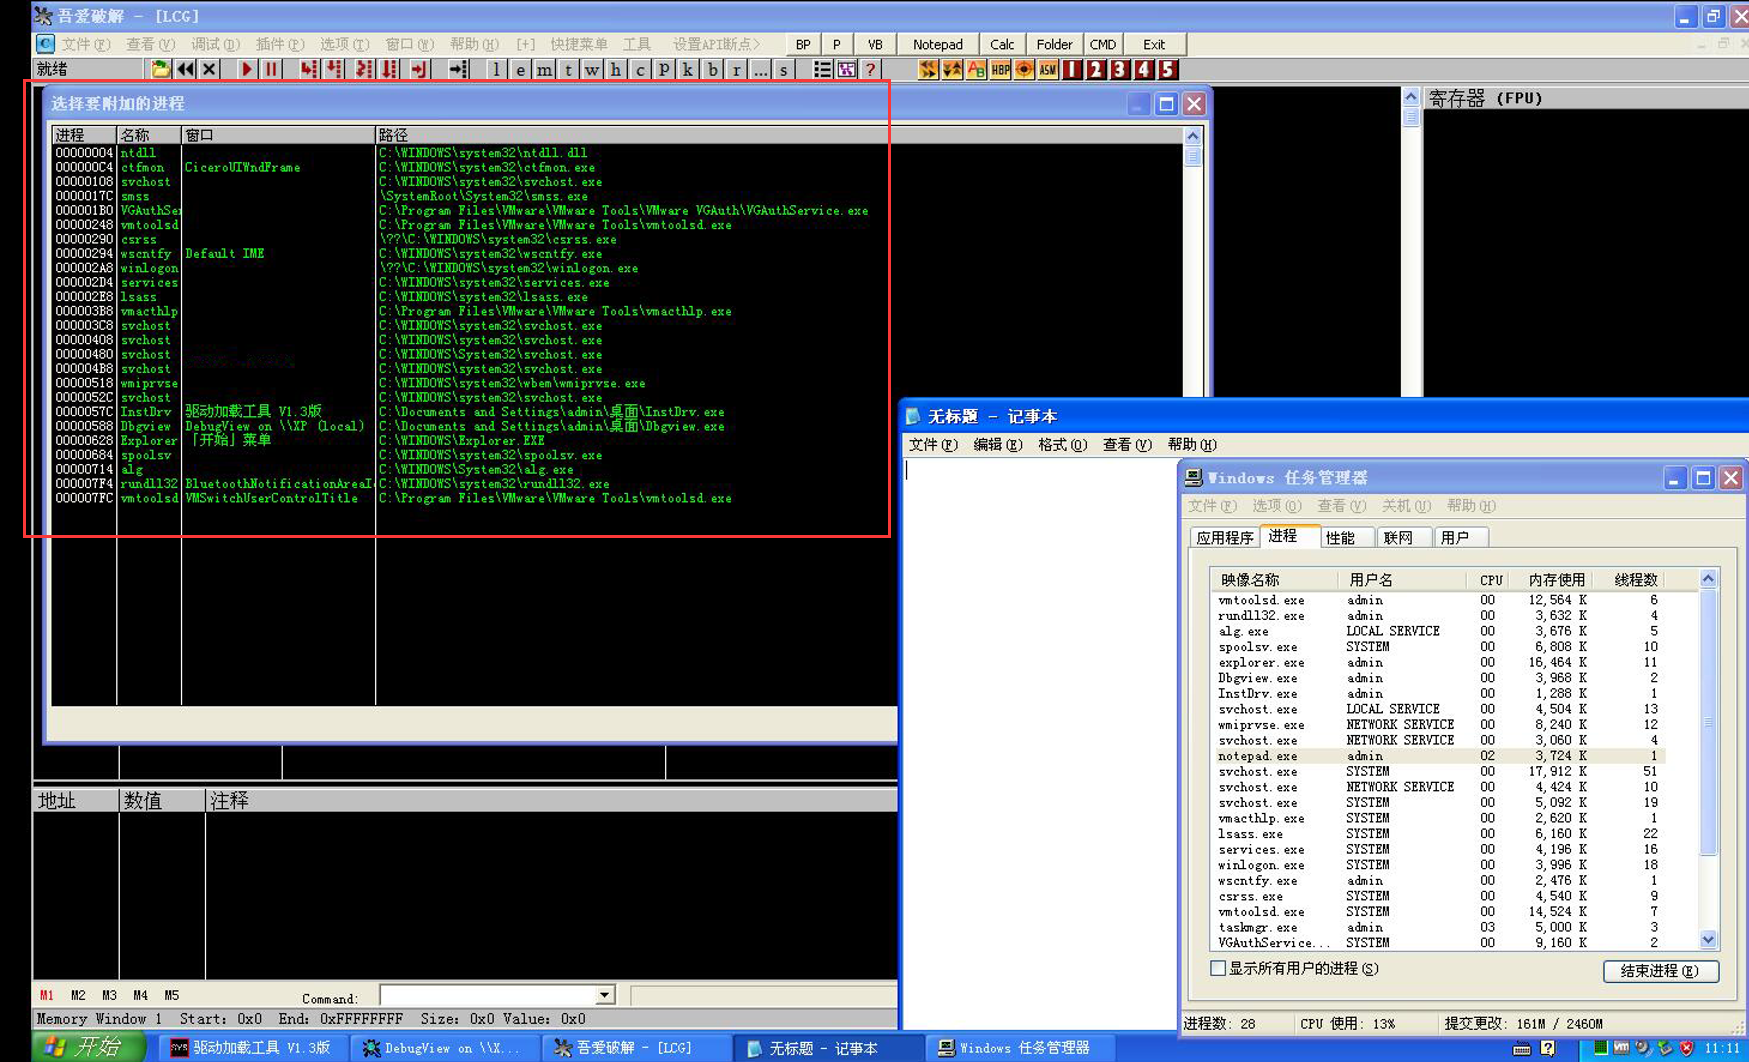 吾爱破解 - [LCG]
文件(F) 查看(V) 调试(D) 插件(P) 选项(T) 窗口(W) 帮助(H) [+] 快捷菜单 工具 设置API断点> BP P VB Notepad Calc Folder CMD Exit
就绪 l e m t w h c P k b r ... s ? HBP ASM 1 2 3 4 5
选择要附加的进程
寄存器 (FPU)
进程 名称 窗口 路径
00000004 ntdll C:\WINDOWS\system32\ntdll.dll
000000C4 ctfmon CiceroUIWndFrame C:\WINDOWS\system32\ctfmon.exe
00000108 svchost C:\WINDOWS\system32\svchost.exe
0000017C smss \SystemRoot\System32\smss.exe
000001B0 VGAuthSe C:\Program Files\VMware\VMware Tools\VMware VGAuth\VGAuthService.exe
00000248 vmtoolsd C:\Program Files\VMware\VMware Tools\vmtoolsd.exe
00000290 csrss \??\C:\WINDOWS\system32\csrss.exe
00000294 wscntfy Default IME C:\WINDOWS\system32\wscntfy.exe
000002A8 winlogon \??\C:\WINDOWS\system32\winlogon.exe
000002D4 services C:\WINDOWS\system32\services.exe
000002E8 lsass C:\WINDOWS\system32\lsass.exe
000003B8 vmacthlp C:\Program Files\VMware\VMware Tools\vmacthlp.exe
000003C8 svchost C:\WINDOWS\system32\svchost.exe
00000408 svchost C:\WINDOWS\system32\svchost.exe
00000480 svchost C:\WINDOWS\System32\svchost.exe
000004B8 svchost C:\WINDOWS\system32\svchost.exe
00000518 wmiprvse C:\WINDOWS\system32\wbem\wmiprvse.exe
0000052C svchost C:\WINDOWS\system32\svchost.exe
0000057C InstDrv 驱动加载工具 V1.3版 C:\Documents and Settings\admin\桌面\InstDrv.exe
00000588 Dbgview DebugView on \\XP (local) C:\Documents and Settings\admin\桌面\Dbgview.exe
00000628 Explorer 「开始」菜单 C:\WINDOWS\Explorer.EXE
00000684 spoolsv C:\WINDOWS\system32\spoolsv.exe
00000714 alg C:\WINDOWS\System32\alg.exe
000007F4 rundll32 BluetoothNotificationAreaI C:\WINDOWS\system32\rundll32.exe
000007FC vmtoolsd VMSwitchUserControlTitle C:\Program Files\VMware\VMware Tools\vmtoolsd.exe
无标题 - 记事本
文件(F) 编辑(E) 格式(O) 查看(V) 帮助(H)
Windows 任务管理器
文件(F) 选项(O) 查看(V) 关机(U) 帮助(H)
应用程序 进程 性能 联网 用户
映像名称 用户名 CPU 内存使用 线程数
vmtoolsd.exe admin 00 12,564 K 6
rundll32.exe admin 00 3,632 K 4
alg.exe LOCAL SERVICE 00 3,676 K 5
spoolsv.exe SYSTEM 00 6,808 K 10
explorer.exe admin 00 16,464 K 11
Dbgview.exe admin 00 3,968 K 2
InstDrv.exe admin 00 1,288 K 1
svchost.exe LOCAL SERVICE 00 4,504 K 13
wmiprvse.exe NETWORK SERVICE 00 8,240 K 12
svchost.exe NETWORK SERVICE 00 3,060 K 4
notepad.exe admin 02 3,724 K 1
svchost.exe SYSTEM 00 17,912 K 51
svchost.exe NETWORK SERVICE 00 4,424 K 10
svchost.exe SYSTEM 00 5,092 K 19
vmacthlp.exe SYSTEM 00 2,620 K 1
lsass.exe SYSTEM 00 6,160 K 22
services.exe SYSTEM 00 4,196 K 16
winlogon.exe SYSTEM 00 3,996 K 18
wscntfy.exe admin 00 2,476 K 1
csrss.exe SYSTEM 00 4,540 K 9
vmtoolsd.exe SYSTEM 00 14,524 K 7
taskmgr.exe admin 03 5,000 K 3
VGAuthService... SYSTEM 00 9,160 K 2
显示所有用户的进程(S) 结束进程(E)
进程数: 28 CPU 使用: 13% 提交更改: 161M / 2460M
地址 数值 注释
M1 M2 M3 M4 M5 Command:
Memory Window 1 Start: 0x0 End: 0xFFFFFFFF Size: 0x0 Value: 0x0
开始 驱动加载工具 V1.3版 DebugView on \\X... 吾爱破解 - [LCG] 无标题 - 记事本 Windows 任务管理器 11:11